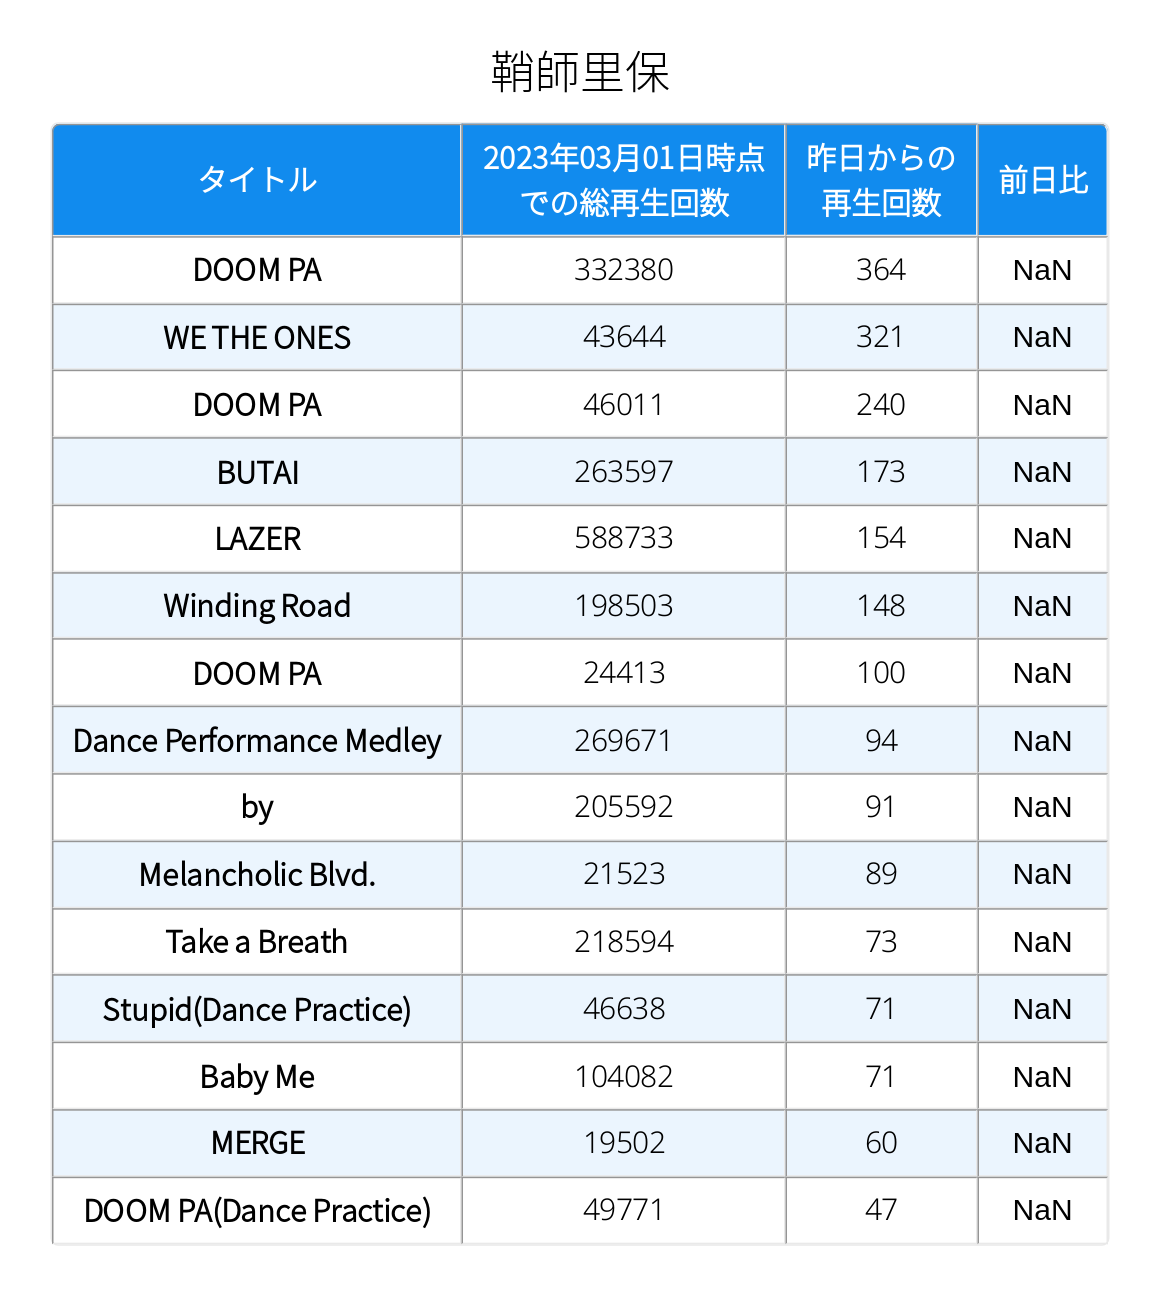 鞘師里保
タイトル 2023年03月01日時点での総再生回数 昨日からの再生回数 前日比
DOOM PA 332380 364 NaN
WE THE ONES 43644 321 NaN
DOOM PA 46011 240 NaN
BUTAI 263597 173 NaN
LAZER 588733 154 NaN
Winding Road 198503 148 NaN
DOOM PA 24413 100 NaN
Dance Performance Medley 269671 94 NaN
by 205592 91 NaN
Melancholic Blvd. 21523 89 NaN
Take a Breath 218594 73 NaN
Stupid(Dance Practice) 46638 71 NaN
Baby Me 104082 71 NaN
MERGE 19502 60 NaN
DOOM PA(Dance Practice) 49771 47 NaN